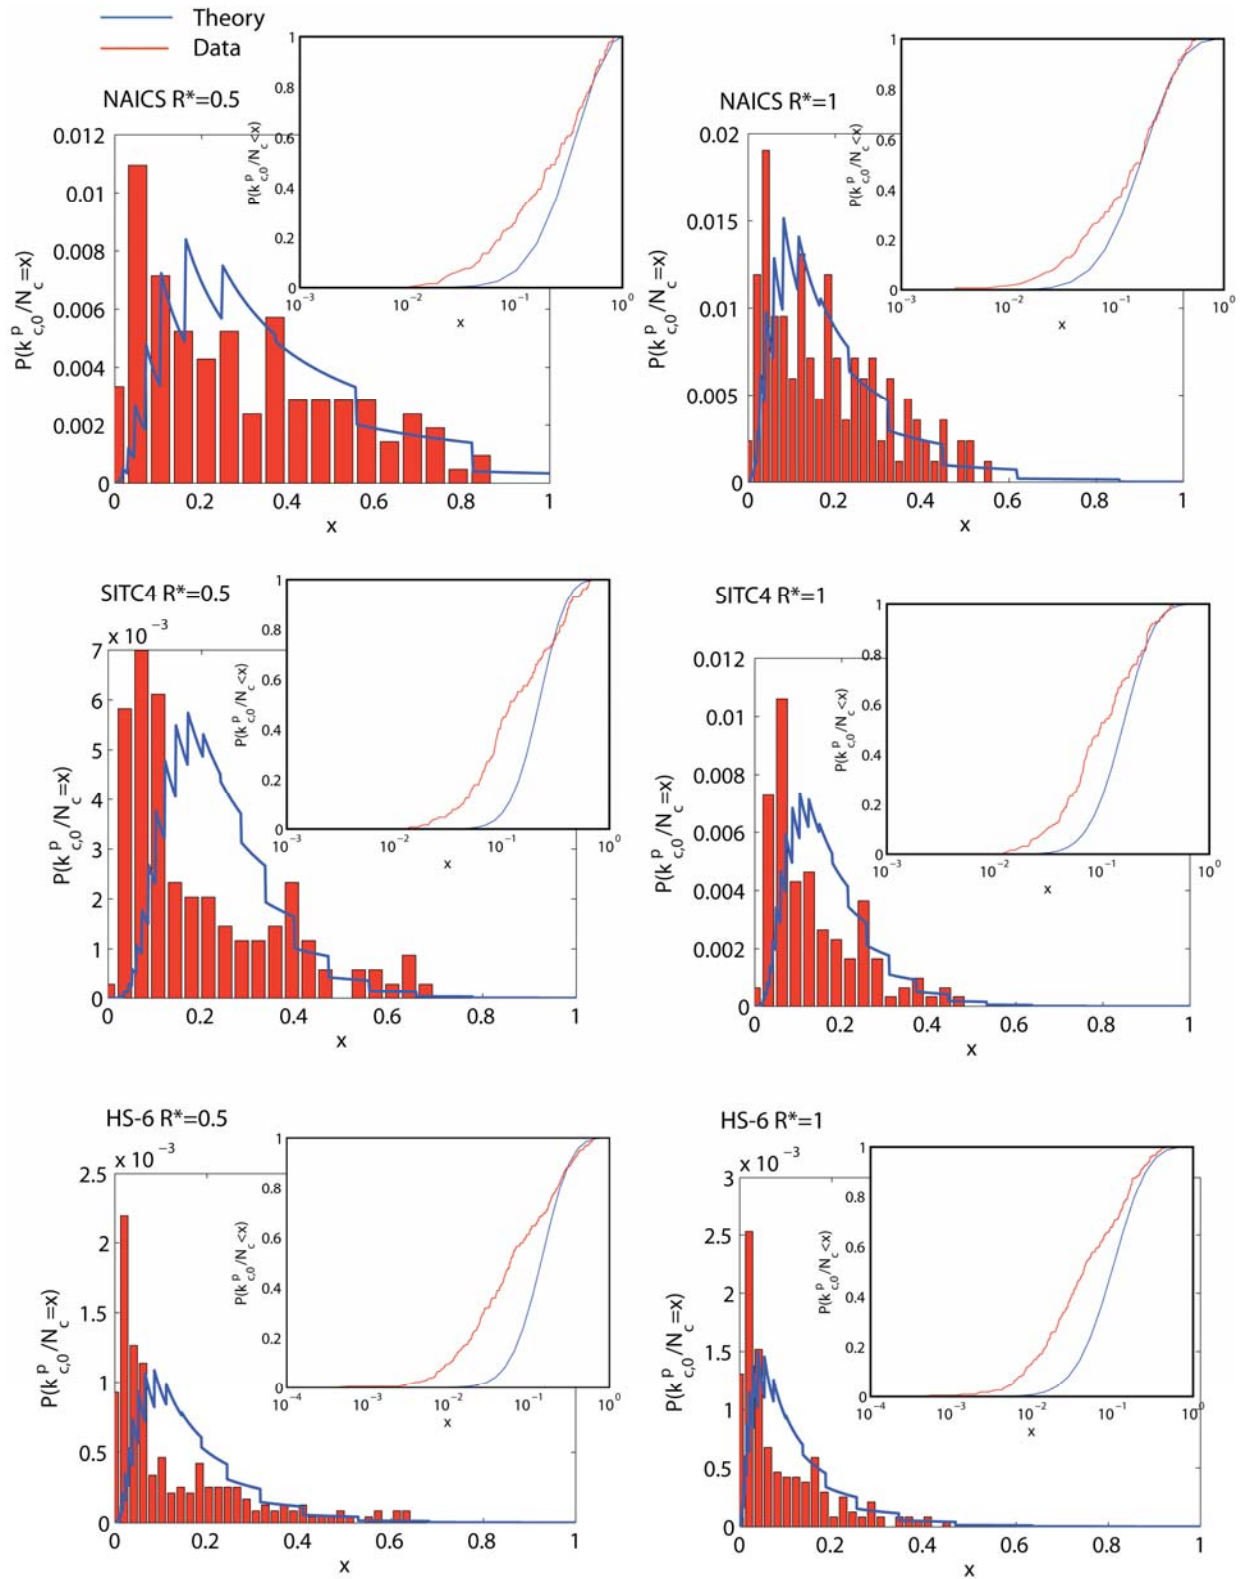 Theory
Data
NAICS R*=0.5
0.012
0.01
0.008
0.006
0.004
0.002
0
0 0.2 0.4 0.6 0.8 1
x
P(k^p_{c,0}/N_c=x)
1
0.8
0.6
0.4
0.2
0
10^-3 10^-2 10^-1 10^0
x
P(k^p_{c,0}/N_c<x)
NAICS R*=1
0.02
0.015
0.01
0.005
0
0 0.2 0.4 0.6 0.8 1
x
P(k^p_{c,0}/N_c=x)
1
0.8
0.6
0.4
0.2
0
10^-3 10^-2 10^-1 10^0
x
P(k^p_{c,0}/N_c<x)
SITC4 R*=0.5
x 10^-3
7
6
5
4
3
2
1
0
0 0.2 0.4 0.6 0.8 1
x
P(k^p_{c,0}/N_c=x)
1
0.8
0.6
0.4
0.2
0
10^-3 10^-2 10^-1 10^0
x
P(k^p_{c,0}/N_c<x)
SITC4 R*=1
0.012
0.01
0.008
0.006
0.004
0.002
0
0 0.2 0.4 0.6 0.8 1
x
P(k^p_{c,0}/N_c=x)
1
0.8
0.6
0.4
0.2
0
10^-3 10^-2 10^-1 10^0
x
P(k^p_{c,0}/N_c<x)
HS-6 R*=0.5
x 10^-3
2.5
2
1.5
1
0.5
0
0 0.2 0.4 0.6 0.8 1
x
P(k^p_{c,0}/N_c=x)
1
0.8
0.6
0.4
0.2
0
10^-4 10^-3 10^-2 10^-1 10^0
x
P(k^p_{c,0}/N_c<x)
HS-6 R*=1
x 10^-3
3
2.5
2
1.5
1
0.5
0
0 0.2 0.4 0.6 0.8 1
x
P(k^p_{c,0}/N_c=x)
1
0.8
0.6
0.4
0.2
0
10^-4 10^-3 10^-2 10^-1 10^0
x
P(k^p_{c,0}/N_c<x)